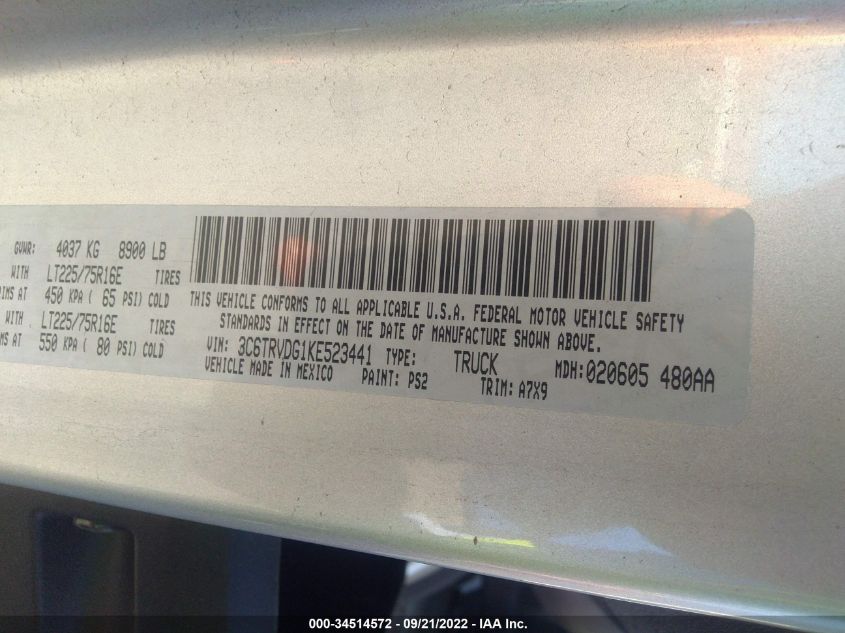 GVWR: 4037 KG 8900 LB
WITH LT225/75R16E TIRES
AT 450 KPA ( 65 PSI) COLD
WITH LT225/75R16E TIRES
AT 550 KPA ( 80 PSI) COLD
THIS VEHICLE CONFORMS TO ALL APPLICABLE U.S.A. FEDERAL MOTOR VEHICLE SAFETY
STANDARDS IN EFFECT ON THE DATE OF MANUFACTURE SHOWN ABOVE.
VIN: 3C6TRVDG1KE523441 TYPE: TRUCK MDH:020605 480AA
VEHICLE MADE IN MEXICO PAINT: PS2 TRIM: A7X9
000-34514572 / 09/21/2022 - IAA Inc.